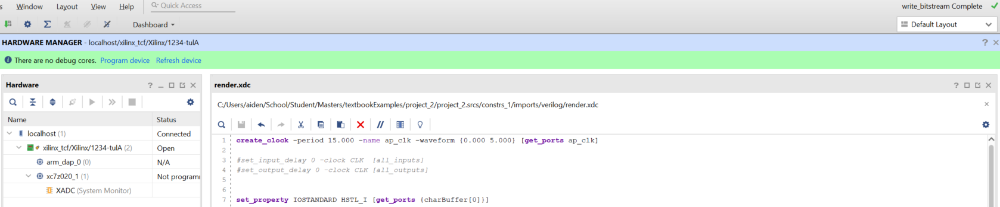 s Window Layout View Help Quick Access write_bitstream Complete
Dashboard Default Layout
HARDWARE MANAGER - localhost/xilinx_tcf/Xilinx/1234-tulA
There are no debug cores. Program device Refresh device
Hardware
Name Status
localhost (1) Connected
xilinx_tcf/Xilinx/1234-tulA (2) Open
arm_dap_0 (0) N/A
xc7z020_1 (1) Not programı
XADC (System Monitor)
render.xdc
C:/Users/aiden/School/Student/Masters/textbookExamples/project_2/project_2.srcs/constrs_1/imports/verilog/render.xdc
1 create_clock -period 15.000 -name ap_clk -waveform {0.000 5.000} [get_ports ap_clk]
2
3 #set_input_delay 0 -clock CLK [all_inputs]
4 #set_output_delay 0 -clock CLK [all_outputs]
5
6
7 set_property IOSTANDARD HSTL_I [get_ports {charBuffer[0]}]